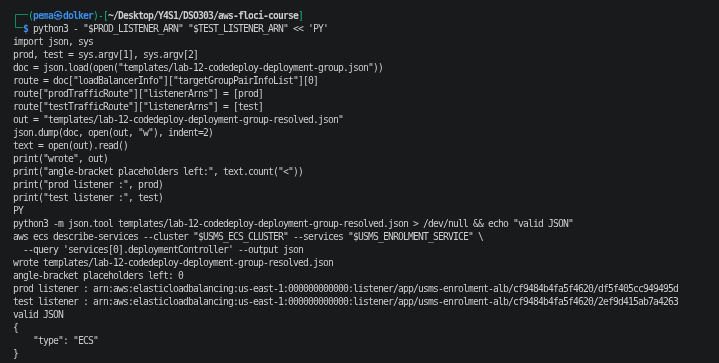 ┌──(pema㉿dolker)-[~/Desktop/Y4S1/DSO303/aws-floci-course]
└─$ python3 - "$PROD_LISTENER_ARN" "$TEST_LISTENER_ARN" << 'PY'
import json, sys
prod, test = sys.argv[1], sys.argv[2]
doc = json.load(open("templates/lab-12-codedeploy-deployment-group.json"))
route = doc["loadBalancerInfo"]["targetGroupPairInfoList"][0]
route["prodTrafficRoute"]["listenerArns"] = [prod]
route["testTrafficRoute"]["listenerArns"] = [test]
out = "templates/lab-12-codedeploy-deployment-group-resolved.json"
json.dump(doc, open(out, "w"), indent=2)
text = open(out).read()
print("wrote", out)
print("angle-bracket placeholders left:", text.count("<"))
print("prod listener :", prod)
print("test listener :", test)
PY
python3 -m json.tool templates/lab-12-codedeploy-deployment-group-resolved.json > /dev/null && echo "valid JSON"
aws ecs describe-services --cluster "$USMS_ECS_CLUSTER" --services "$USMS_ENROLMENT_SERVICE" \
  --query 'services[0].deploymentController' --output json
wrote templates/lab-12-codedeploy-deployment-group-resolved.json
angle-bracket placeholders left: 0
prod listener : arn:aws:elasticloadbalancing:us-east-1:000000000000:listener/app/usms-enrolment-alb/cf9484b4fa5f4620/df5f405cc949495d
test listener : arn:aws:elasticloadbalancing:us-east-1:000000000000:listener/app/usms-enrolment-alb/cf9484b4fa5f4620/2ef9d415ab7a4263
valid JSON
{
    "type": "ECS"
}